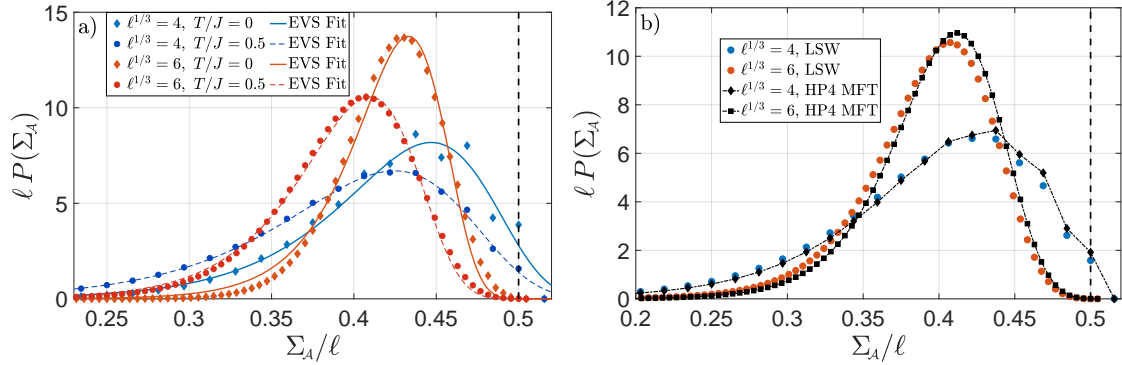 a)
ℓ^{1/3} = 4, T/J = 0 EVS Fit
ℓ^{1/3} = 4, T/J = 0.5 EVS Fit
ℓ^{1/3} = 6, T/J = 0 EVS Fit
ℓ^{1/3} = 6, T/J = 0.5 EVS Fit
ℓ P(Σ_𝒜)
15
10
5
0
0.25 0.3 0.35 0.4 0.45 0.5
Σ_𝒜/ℓ
b)
ℓ^{1/3} = 4, LSW
ℓ^{1/3} = 6, LSW
ℓ^{1/3} = 4, HP4 MFT
ℓ^{1/3} = 6, HP4 MFT
ℓ P(Σ_𝒜)
12
10
8
6
4
2
0
0.2 0.25 0.3 0.35 0.4 0.45 0.5
Σ_𝒜/ℓ